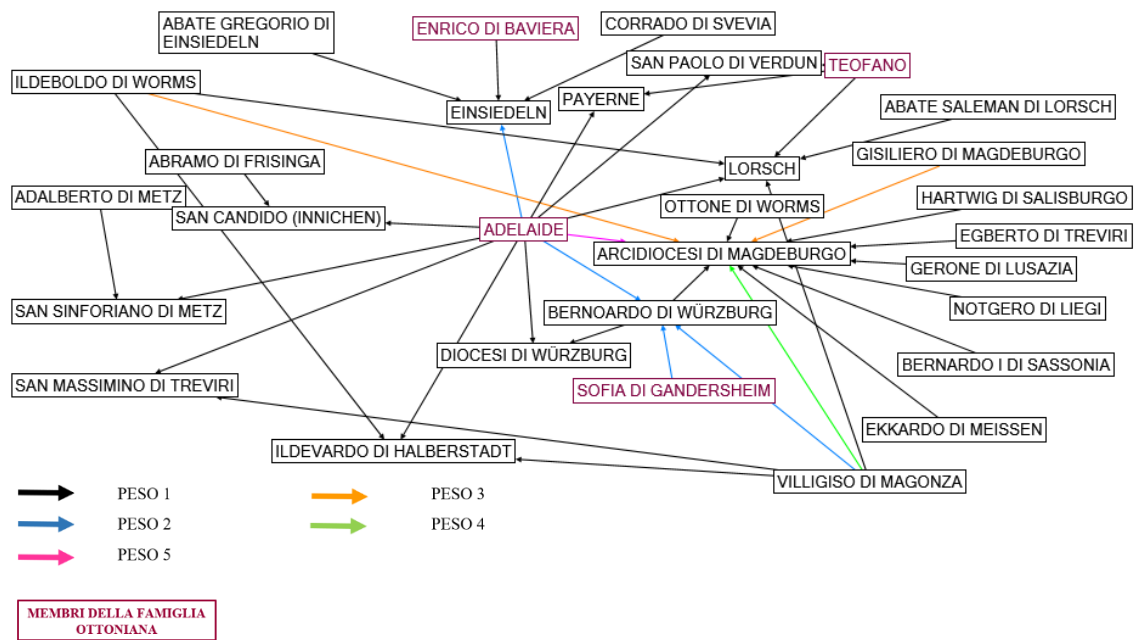 ABATE GREGORIO DI
EINSIEDELN
ENRICO DI BAVIERA
CORRADO DI SVEVIA
SAN PAOLO DI VERDUN
TEOFANO
ILDEBOLDO DI WORMS
PAYERNE
EINSIEDELN
ABATE SALEMAN DI LORSCH
ABRAMO DI FRISINGA
GISILIERO DI MAGDEBURGO
LORSCH
ADALBERTO DI METZ
HARTWIG DI SALISBURGO
SAN CANDIDO (INNICHEN)
OTTONE DI WORMS
ADELAIDE
EGBERTO DI TREVIRI
ARCIDIOCESI DI MAGDEBURGO
GERONE DI LUSAZIA
SAN SINFORIANO DI METZ
BERNOARDO DI WÜRZBURG
NOTGERO DI LIEGI
DIOCESI DI WÜRZBURG
BERNARDO I DI SASSONIA
SAN MASSIMINO DI TREVIRI
SOFIA DI GANDERSHEIM
EKKARDO DI MEISSEN
ILDEVARDO DI HALBERSTADT
VILLIGISO DI MAGONZA
PESO 1
PESO 3
PESO 2
PESO 4
PESO 5
MEMBRI DELLA FAMIGLIA
OTTONIANA